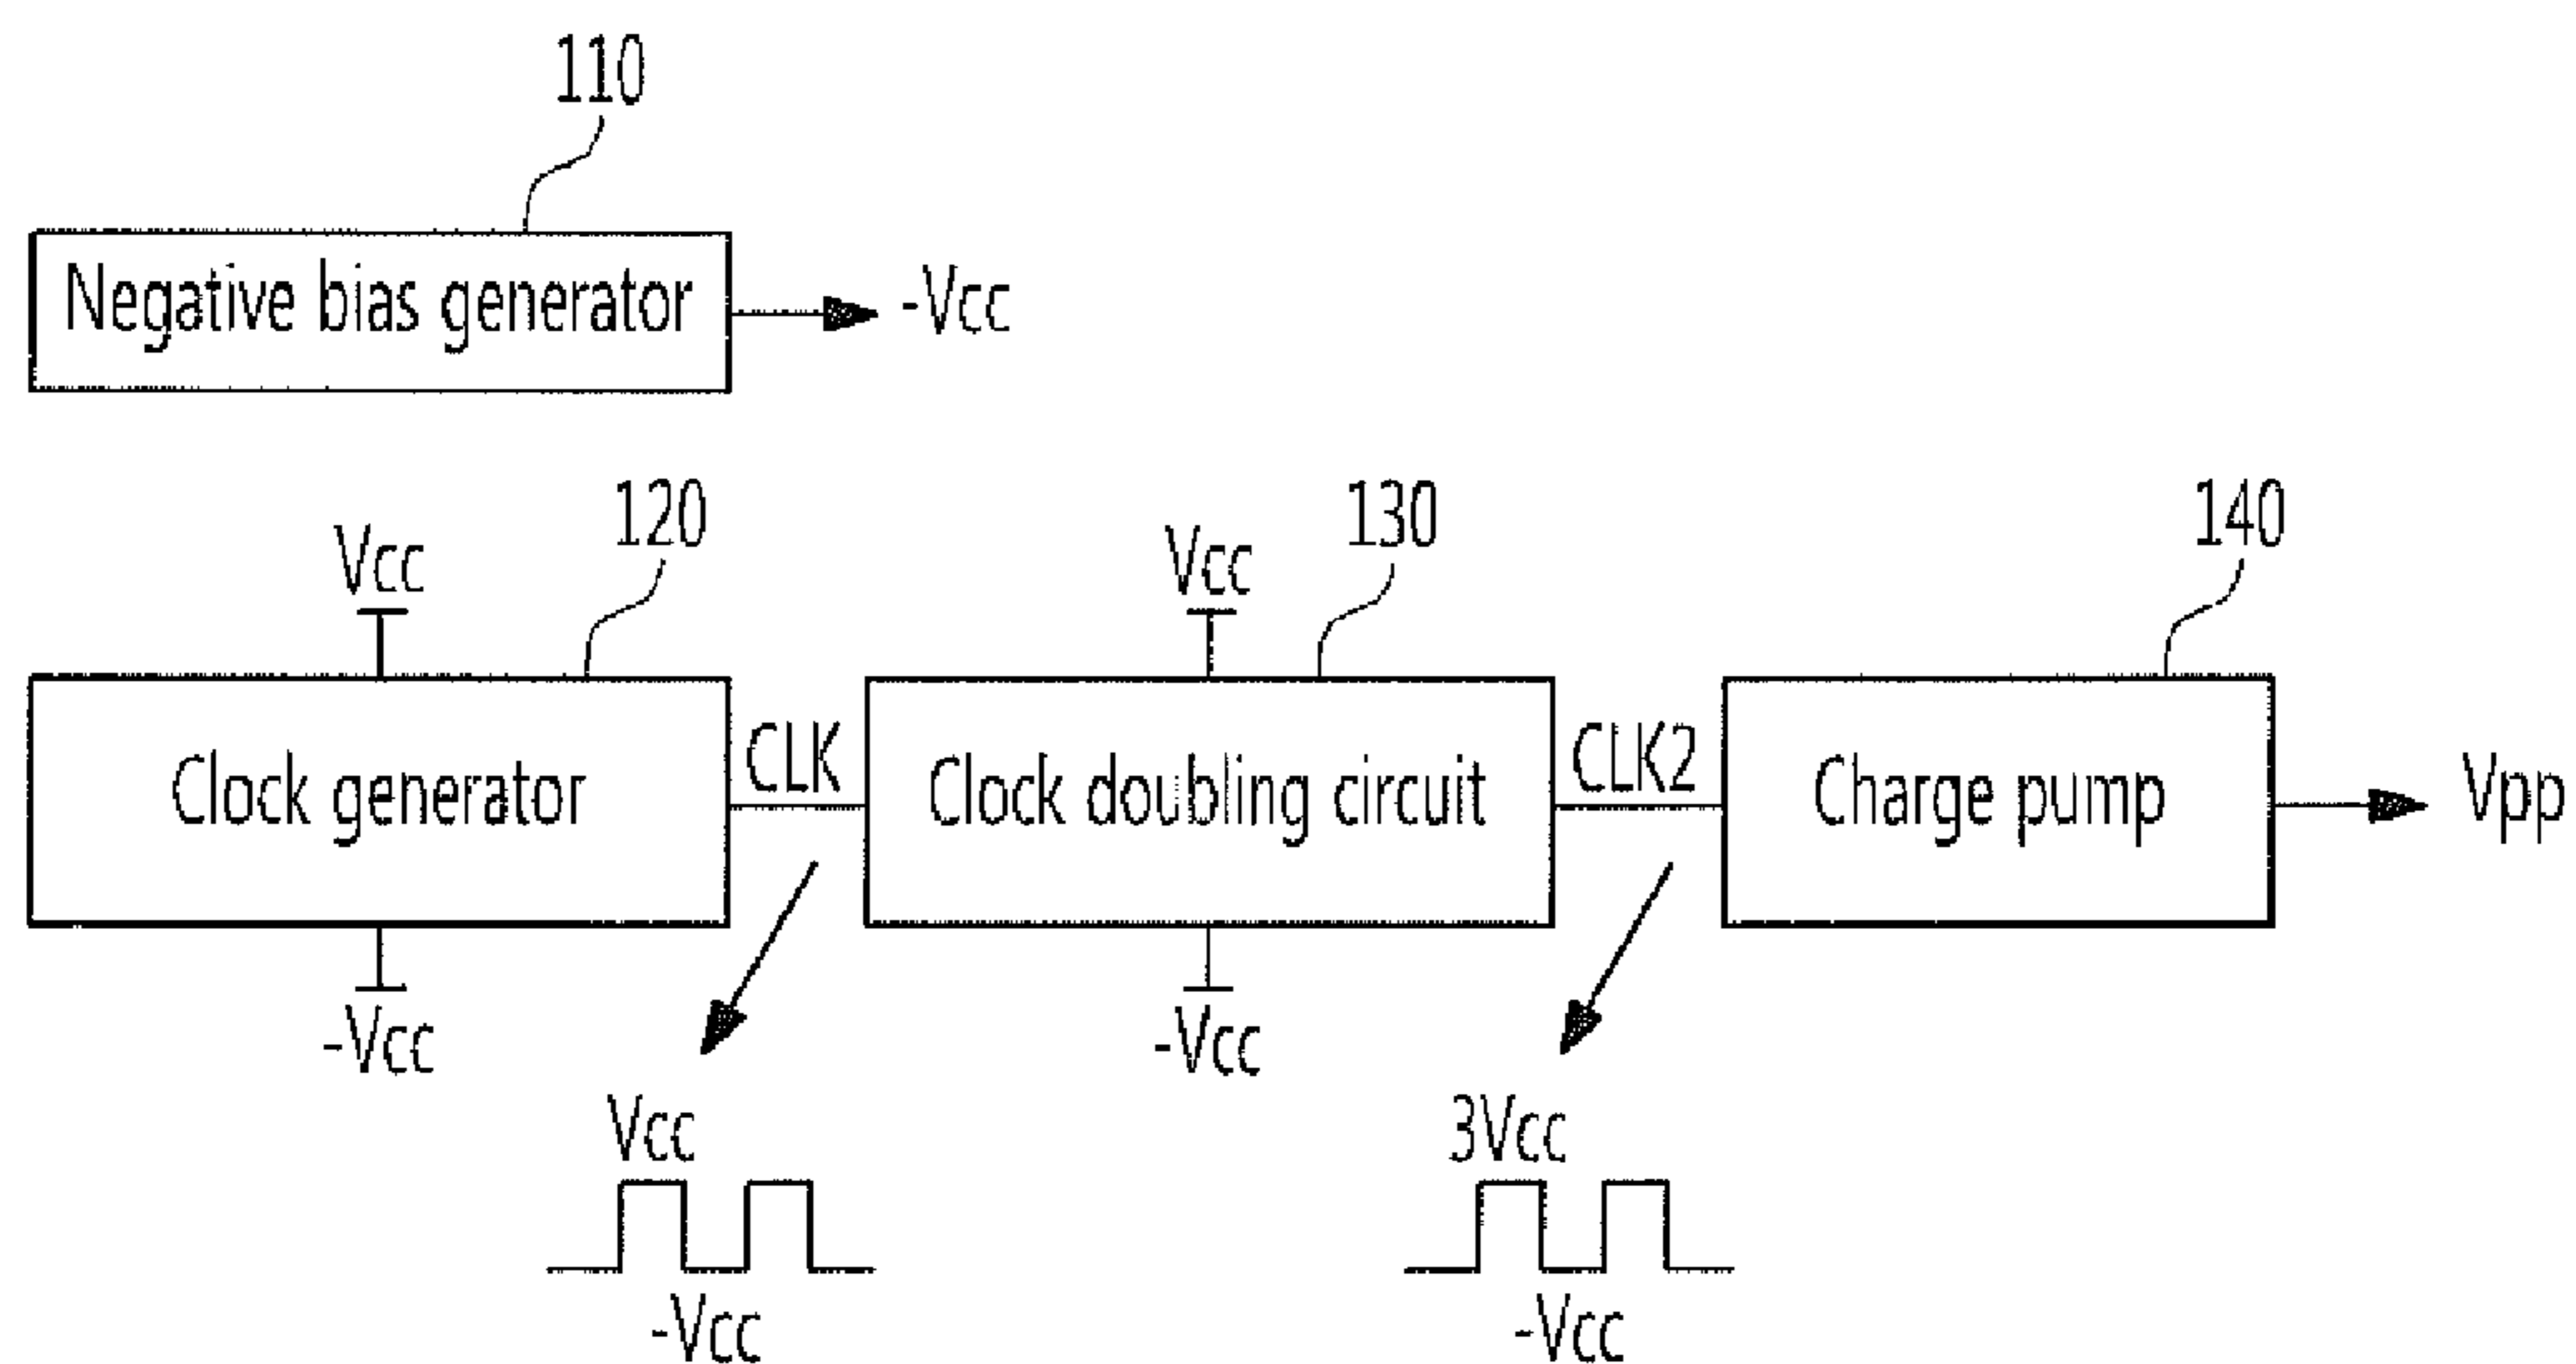 110
Negative bias generator
-Vcc
Vcc
120
Vcc
130
140
Clock generator
CLK
Clock doubling circuit
CLK2
Charge pump
Vpp
-Vcc
-Vcc
Vcc
3Vcc
-Vcc
-Vcc